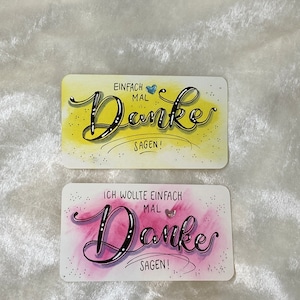 EINFACH
MAL
Danke
SAGEN!
ICH WOLLTE EINFACH
MAL
Danke
SAGEN!